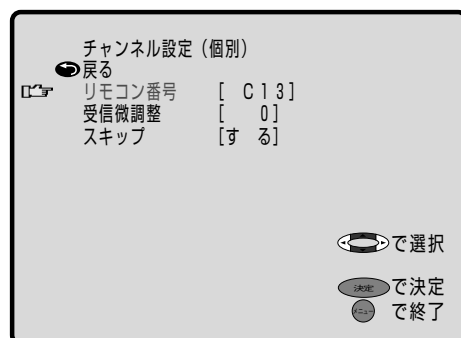 チャンネル設定（個別）
戻る
リモコン番号 [ C13]
受信微調整 [ 0]
スキップ [す る]
で選択
決定 で決定
メニュー で終了